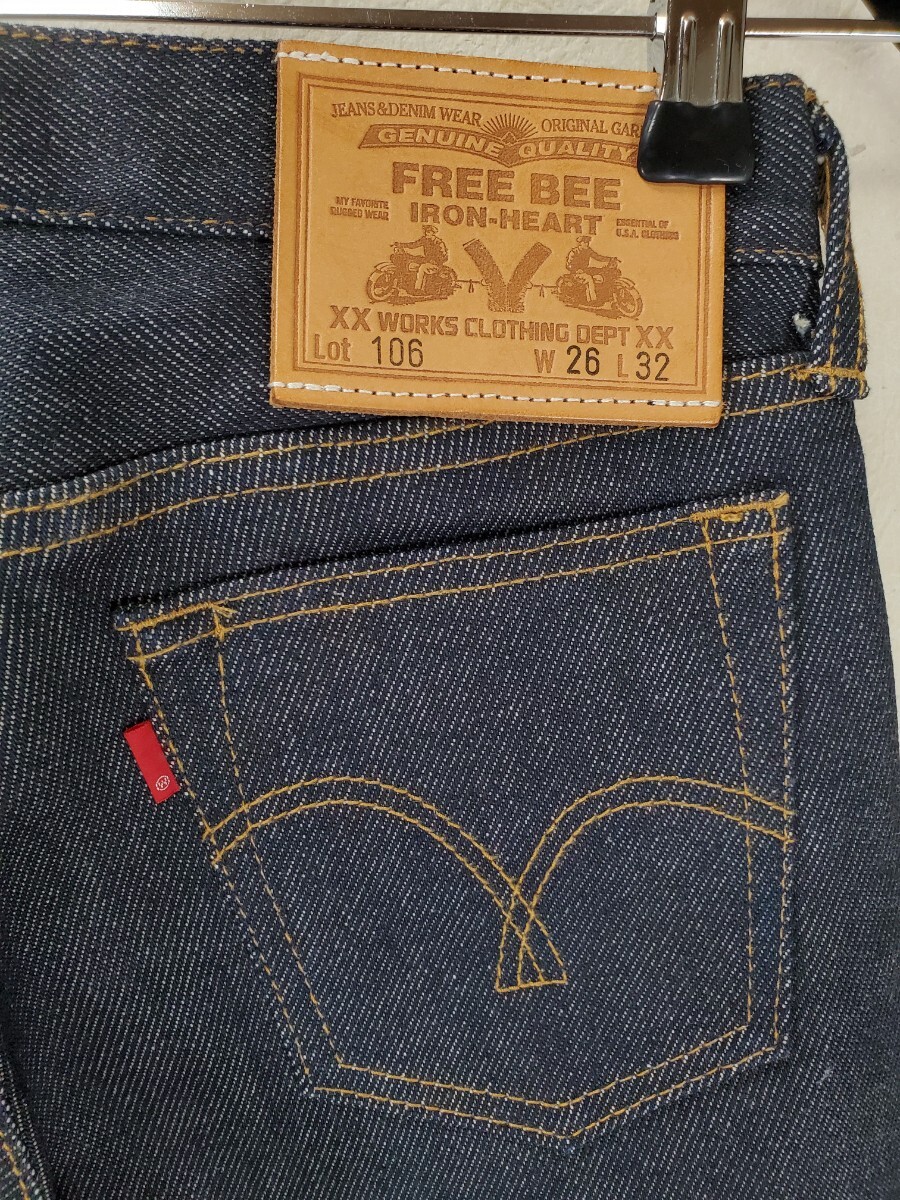 JEANS & DENIM WEAR
ORIGINAL GAR
GENUINE QUALITY
FREE BEE
MY FAVORITE
RUGGED WEAR
IRON-HEART
ESSENTIAL OF
U.S.A. CLOTHING
XX WORKS CLOTHING DEPT XX
Lot 106 W 26 L 32